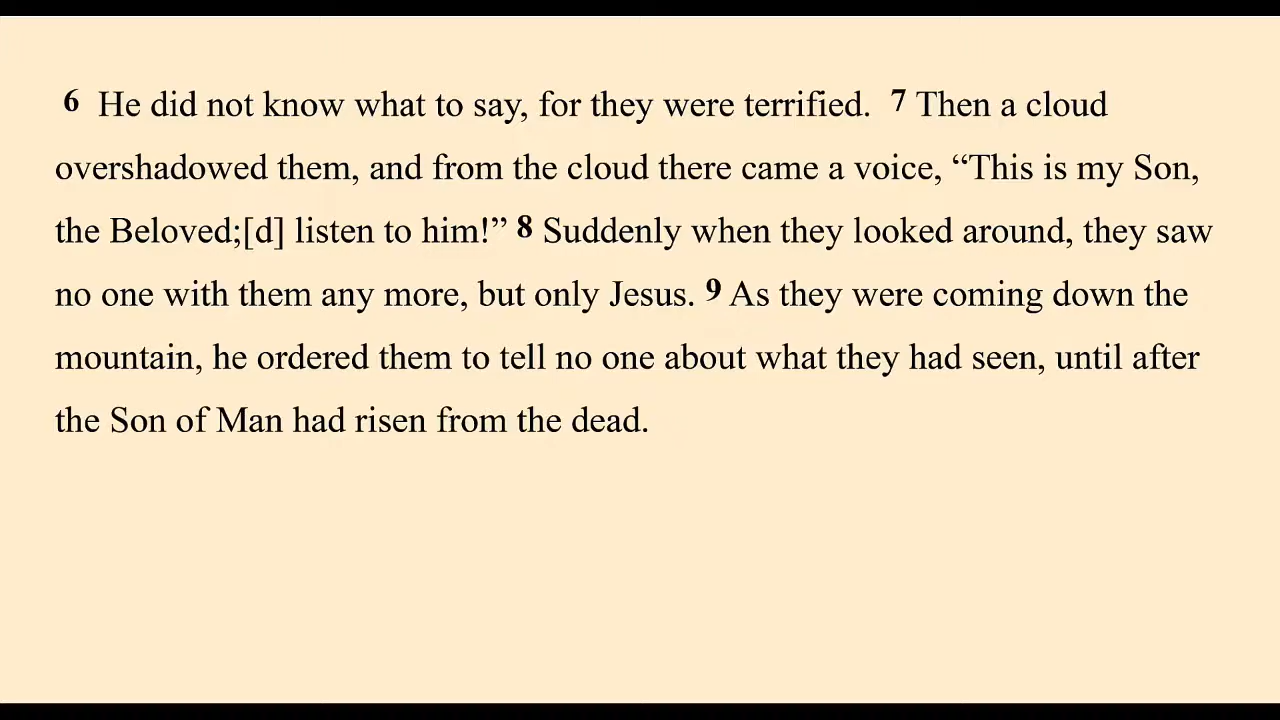 6 He did not know what to say, for they were terrified. 7 Then a cloud
overshadowed them, and from the cloud there came a voice, “This is my Son,
the Beloved;[d] listen to him!” 8 Suddenly when they looked around, they saw
no one with them any more, but only Jesus. 9 As they were coming down the
mountain, he ordered them to tell no one about what they had seen, until after
the Son of Man had risen from the dead.